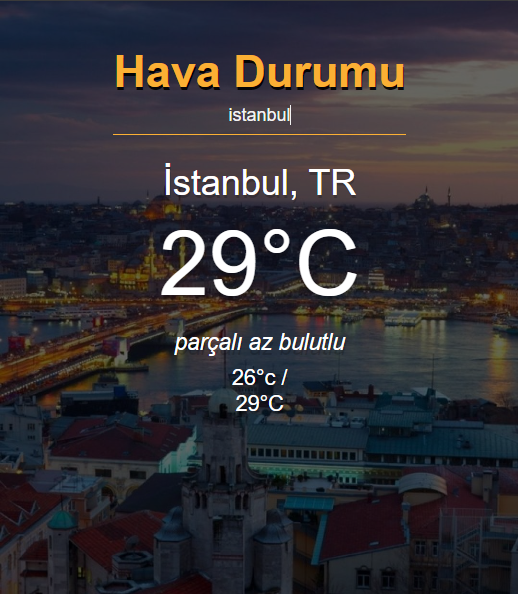 Hava Durumu
istanbul
İstanbul, TR
29°C
parçalı az bulutlu
26°c /
29°C